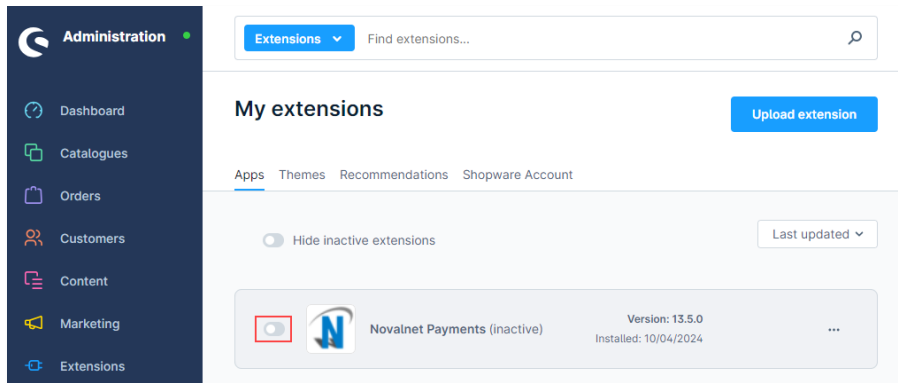 Administration
Extensions
Find extensions...
Dashboard
Catalogues
Orders
Customers
Content
Marketing
Extensions
My extensions
Upload extension
Apps Themes Recommendations Shopware Account
Hide inactive extensions
Last updated
N
Novalnet Payments (inactive)
Version: 13.5.0
Installed: 10/04/2024